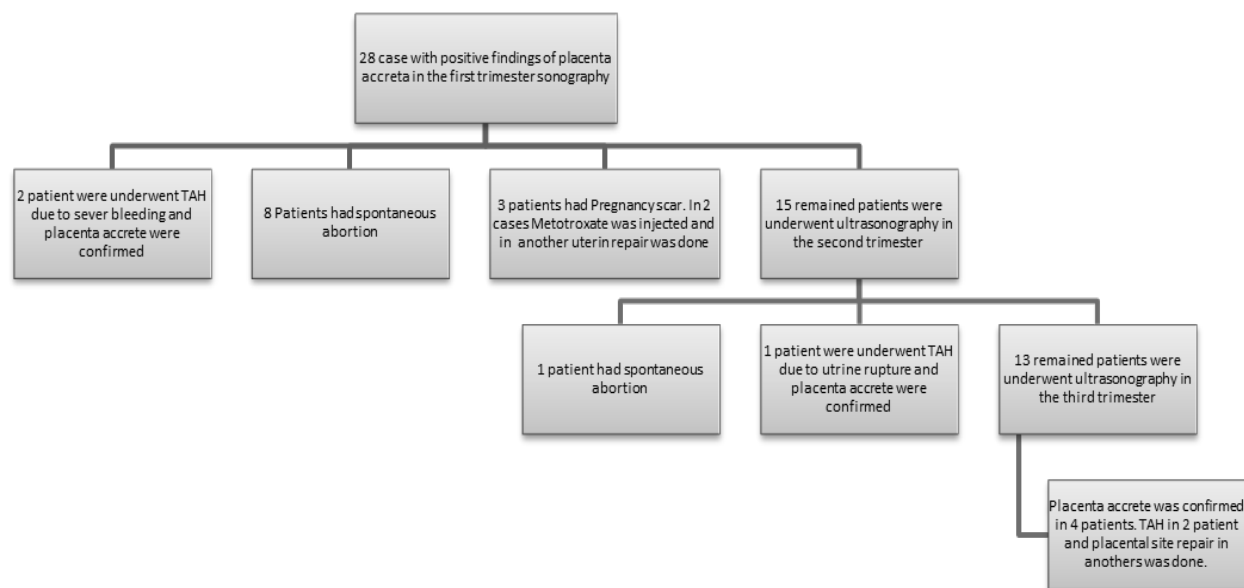 28 case with positive findings of placenta
accreta in the first trimester sonography
2 patient were underwent TAH
due to sever bleeding and
placenta accrete were
confirmed
8 Patients had spontaneous
abortion
3 patients had Pregnancy scar. In 2
cases Metotroxate was injected and
in another uterin repair was done
15 remained patients were
underwent ultrasonography in
the second trimester
1 patient had spontaneous
abortion
1 patient were underwent TAH
due to utrine rupture and
placenta accrete were
confirmed
13 remained patients were
underwent ultrasonography in
the third trimester
Placenta accrete was confirmed
in 4 patients. TAH in 2 patient
and placental site repair in
anothers was done.